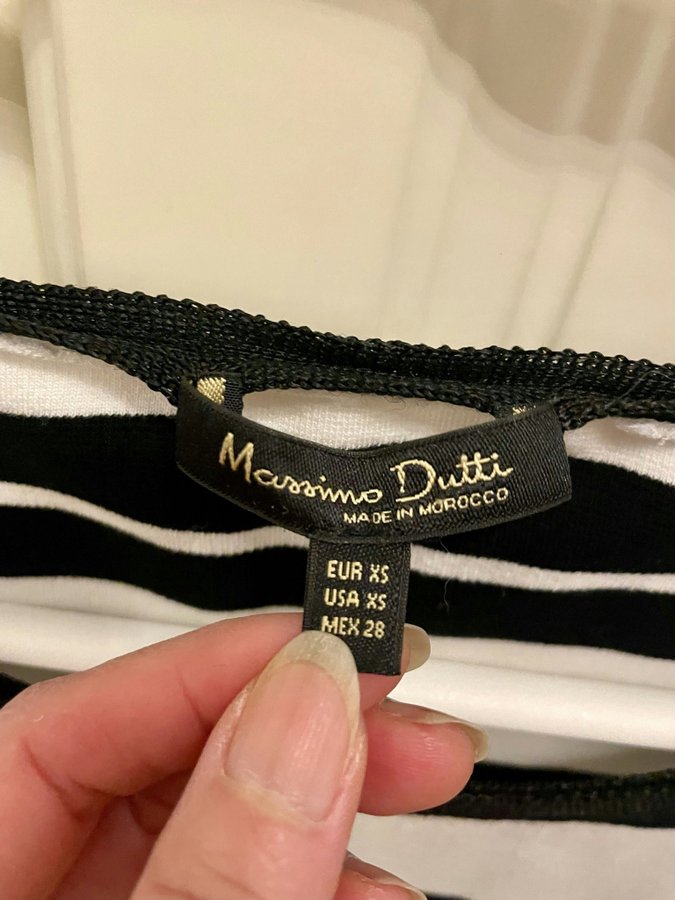 Massimo Dutti
MADE IN MOROCCO
EUR XS
USA XS
MEX 28